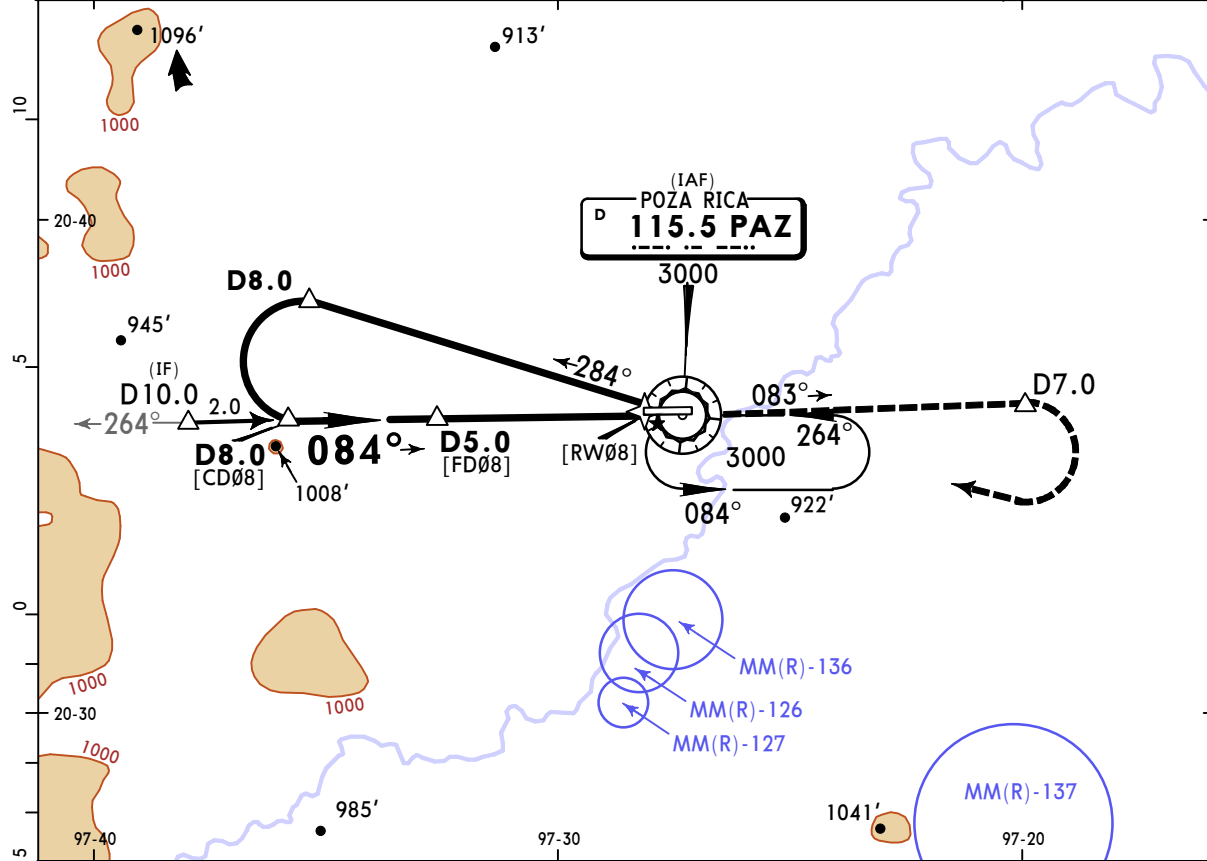 1096'
913'
10
1000
(IAF)
POZA RICA
D 115.5 PAZ
3000
20-40
1000
D8.0
945'
5
(IF)
D10.0
284°
083°
D7.0
264°
2.0
D8.0
[CDØ8]
084°
D5.0
[FDØ8]
[RWØ8]
264°
3000
1008'
084°
922'
0
MM(R)-136
1000
1000
MM(R)-126
20-30
MM(R)-127
1000
MM(R)-137
985'
1041'
97-40
97-30
97-20
5